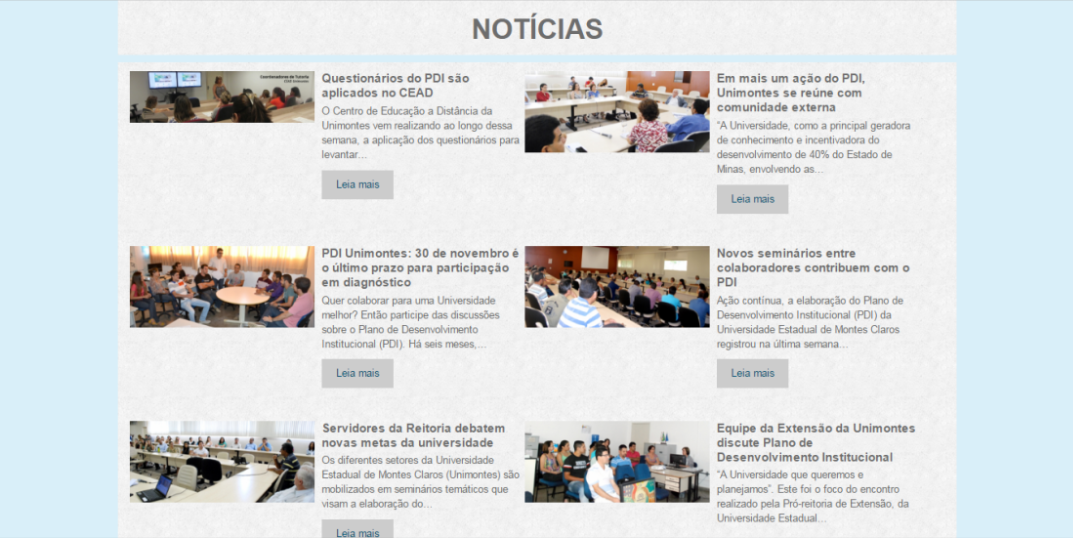 NOTÍCIAS
Questionários do PDI são
aplicados no CEAD
O Centro de Educação a Distância da
Unimontes vem realizando ao longo dessa
semana, a aplicação dos questionários para
levantar...
Leia mais
Em mais um ação do PDI,
Unimontes se reúne com
comunidade externa
"A Universidade, como a principal geradora
de conhecimento e incentivadora do
desenvolvimento de 40% do Estado de
Minas, envolvendo as...
Leia mais
PDI Unimontes: 30 de novembro é
o último prazo para participação
em diagnóstico
Quer colaborar para uma Universidade
melhor? Então participe das discussões
sobre o Plano de Desenvolvimento
Institucional (PDI). Há seis meses,...
Leia mais
Novos seminários entre
colaboradores contribuem com o
PDI
Ação contínua, a elaboração do Plano de
Desenvolvimento Institucional (PDI) da
Universidade Estadual de Montes Claros
registrou na última semana...
Leia mais
Servidores da Reitoria debatem
novas metas da universidade
Os diferentes setores da Universidade
Estadual de Montes Claros (Unimontes) são
mobilizados em seminários temáticos que
visam a elaboração do...
Leia mais
Equipe da Extensão da Unimontes
discute Plano de
Desenvolvimento Institucional
"A Universidade que queremos e
planejamos". Este foi o foco do encontro
realizado pela Pró-reitoria de Extensão, da
Universidade Estadual...